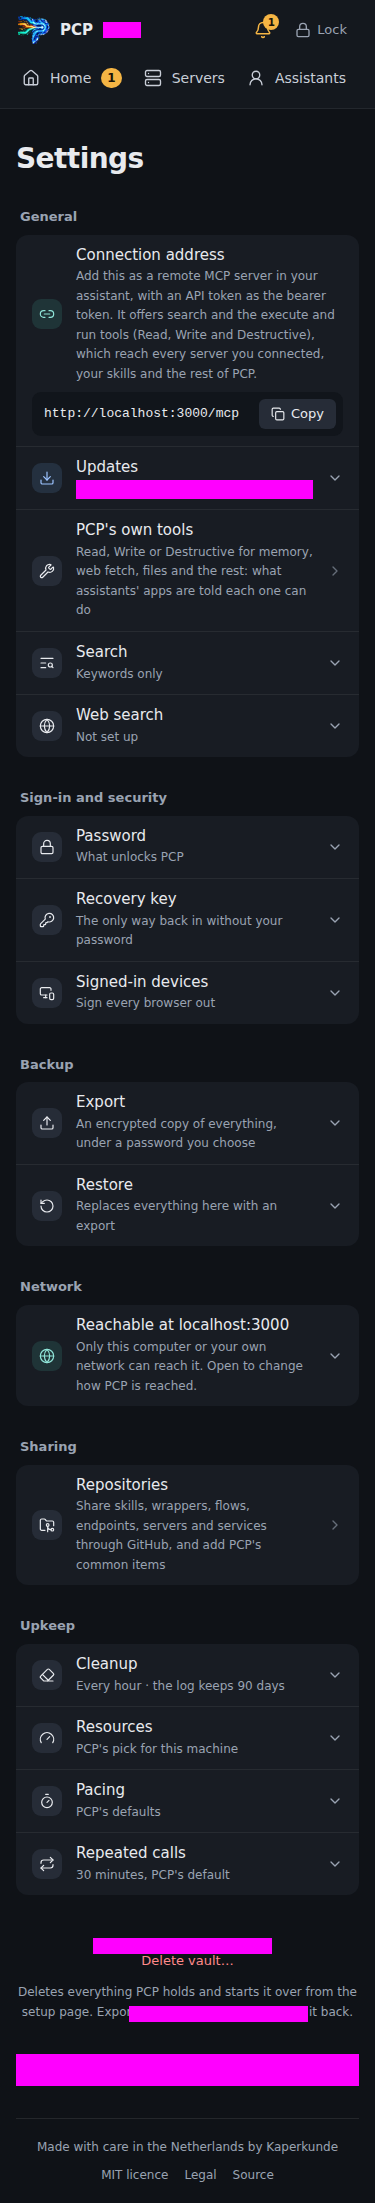 PCP
1
Lock
Home 1 Servers Assistants
Settings
General
Connection address
Add this as a remote MCP server in your
assistant, with an API token as the bearer
token. It offers search and the execute and
run tools (Read, Write and Destructive),
which reach every server you connected,
your skills and the rest of PCP.
http://localhost:3000/mcp Copy
Updates
PCP's own tools
Read, Write or Destructive for memory,
web fetch, files and the rest: what
assistants' apps are told each one can
do
Search
Keywords only
Web search
Not set up
Sign-in and security
Password
What unlocks PCP
Recovery key
The only way back in without your
password
Signed-in devices
Sign every browser out
Backup
Export
An encrypted copy of everything,
under a password you choose
Restore
Replaces everything here with an
export
Network
Reachable at localhost:3000
Only this computer or your own
network can reach it. Open to change
how PCP is reached.
Sharing
Repositories
Share skills, wrappers, flows,
endpoints, servers and services
through GitHub, and add PCP's
common items
Upkeep
Cleanup
Every hour · the log keeps 90 days
Resources
PCP's pick for this machine
Pacing
PCP's defaults
Repeated calls
30 minutes, PCP's default
Delete vault…
Deletes everything PCP holds and starts it over from the
setup page. it back.
Made with care in the Netherlands by Kaperkunde
MIT licence Legal Source